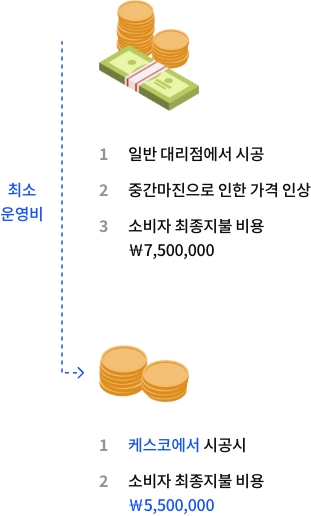 1 일반 대리점에서 시공
2 중간마진으로 인한 가격 인상
3 소비자 최종지불 비용
₩7,500,000
최소
운영비
1 케스코에서 시공시
2 소비자 최종지불 비용
₩5,500,000